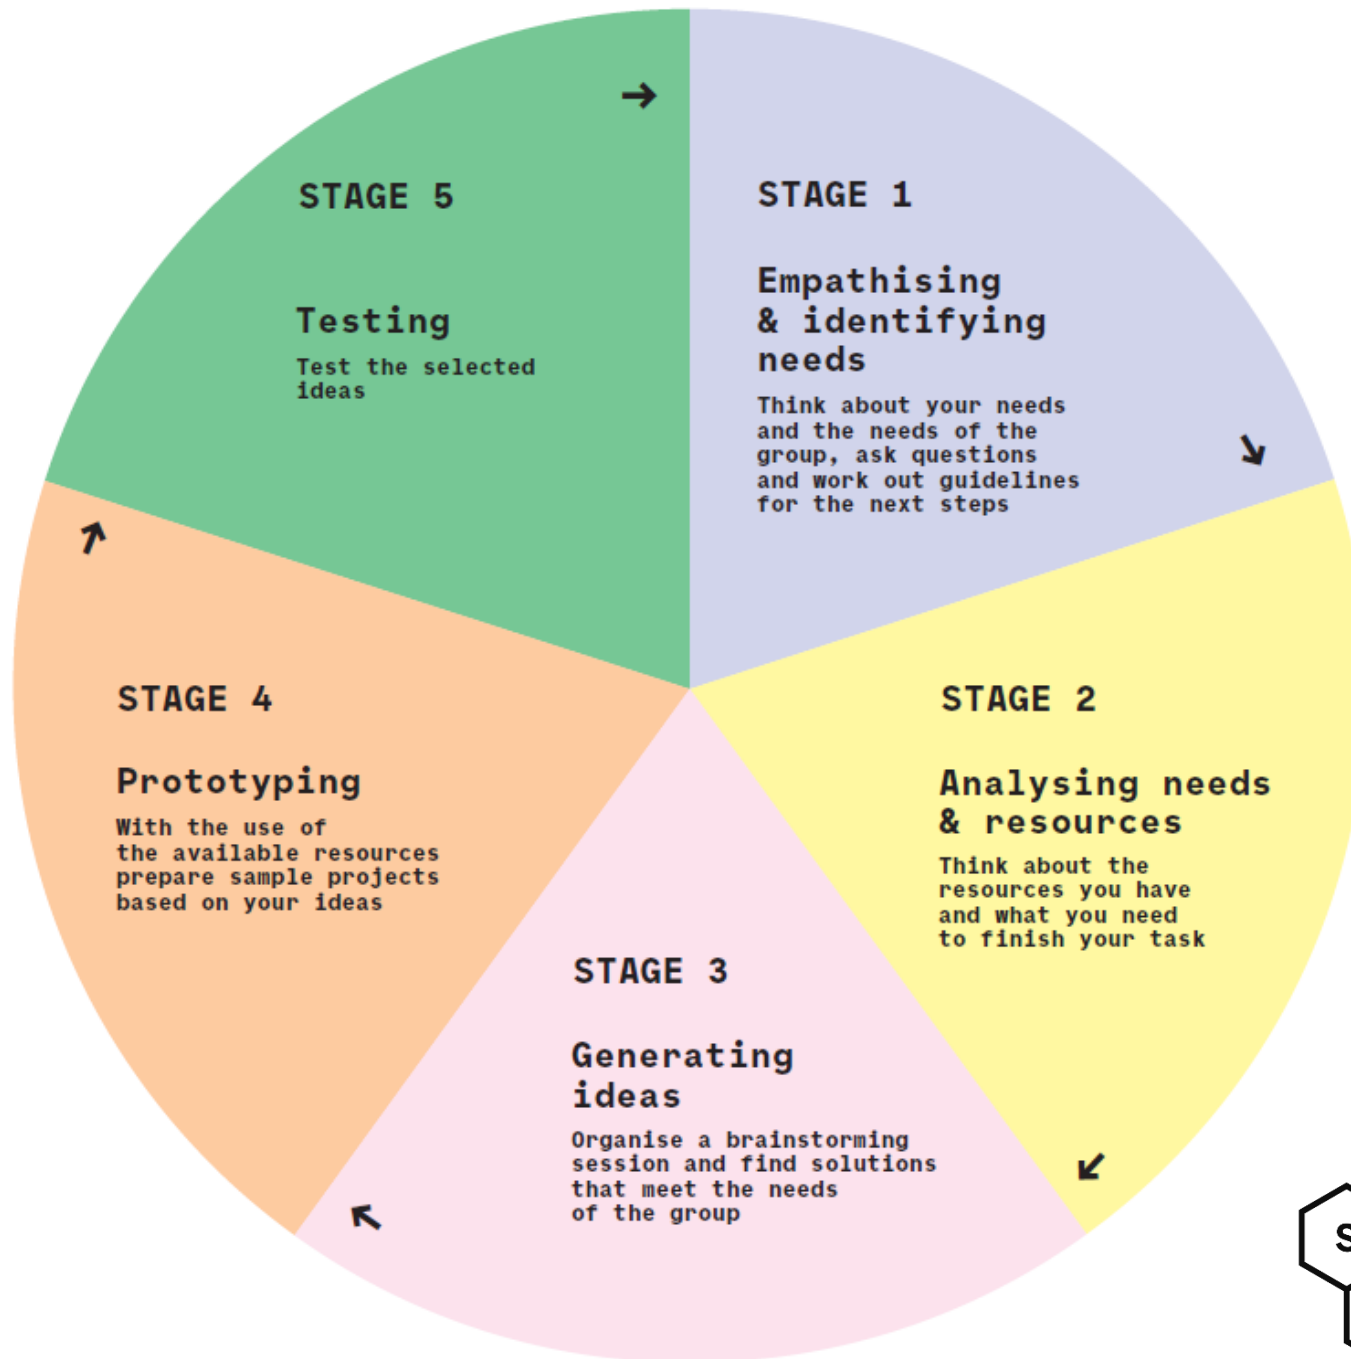 STAGE 1
Empathising
& identifying
needs
Think about your needs
and the needs of the
group, ask questions
and work out guidelines
for the next steps
STAGE 2
Analysing needs
& resources
Think about the
resources you have
and what you need
to finish your task
STAGE 3
Generating
ideas
Organise a brainstorming
session and find solutions
that meet the needs
of the group
STAGE 4
Prototyping
With the use of
the available resources
prepare sample projects
based on your ideas
STAGE 5
Testing
Test the selected
ideas